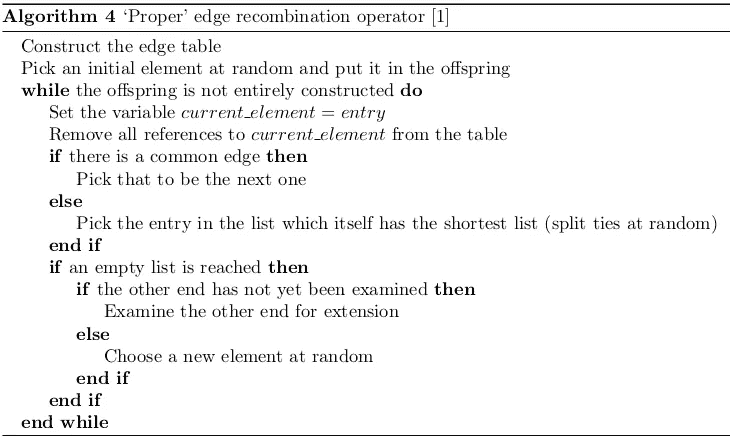 Algorithm 4 ‘Proper’ edge recombination operator [1]
Construct the edge table
Pick an initial element at random and put it in the offspring
while the offspring is not entirely constructed do
Set the variable current_element = entry
Remove all references to current_element from the table
if there is a common edge then
Pick that to be the next one
else
Pick the entry in the list which itself has the shortest list (split ties at random)
end if
if an empty list is reached then
if the other end has not yet been examined then
Examine the other end for extension
else
Choose a new element at random
end if
end if
end while